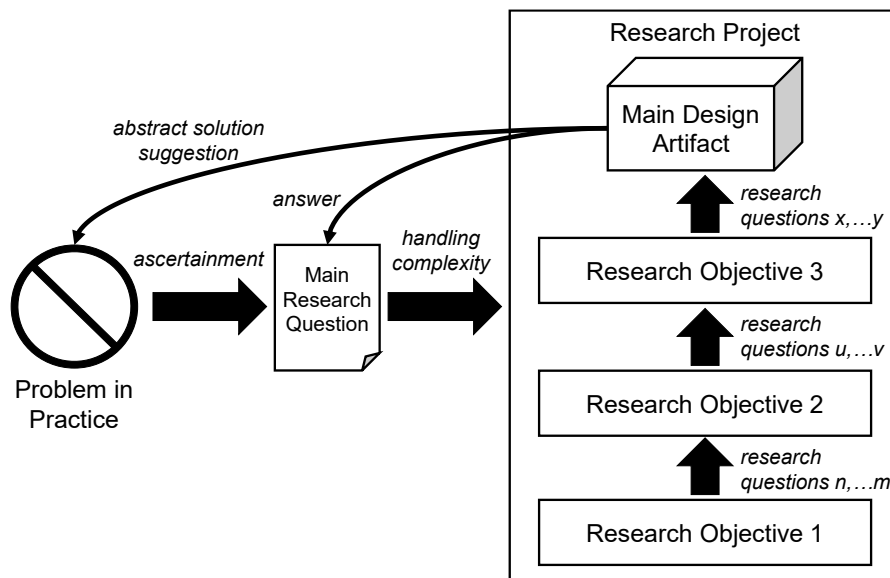 Research Project
Main Design
Artifact
abstract solution
suggestion
answer
research
questions x,…y
ascertainment
handling
complexity
Main
Research
Question
Research Objective 3
research
questions u,…v
Problem in
Practice
Research Objective 2
research
questions n,…m
Research Objective 1